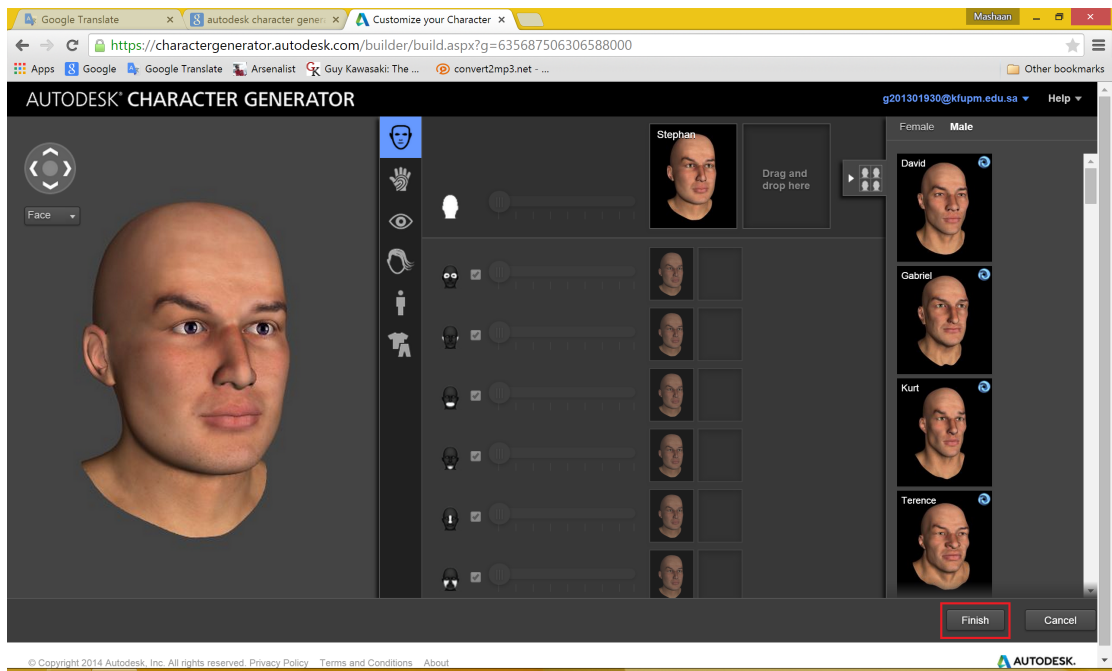 Google Translate
autodesk character gener
Customize your Character
Mashaan
https://charactergenerator.autodesk.com/builder/build.aspx?g=635687506306588000
Apps
Google
Google Translate
Arsenalist
Guy Kawasaki: The ...
convert2mp3.net - ...
Other bookmarks
AUTODESK® CHARACTER GENERATOR
g201301930@kfupm.edu.sa
Help
Face
Stephan
Drag and
drop here
Female
Male
David
Gabriel
Kurt
Terence
Finish
Cancel
© Copyright 2014 Autodesk, Inc. All rights reserved. Privacy Policy Terms and Conditions About
AUTODESK.